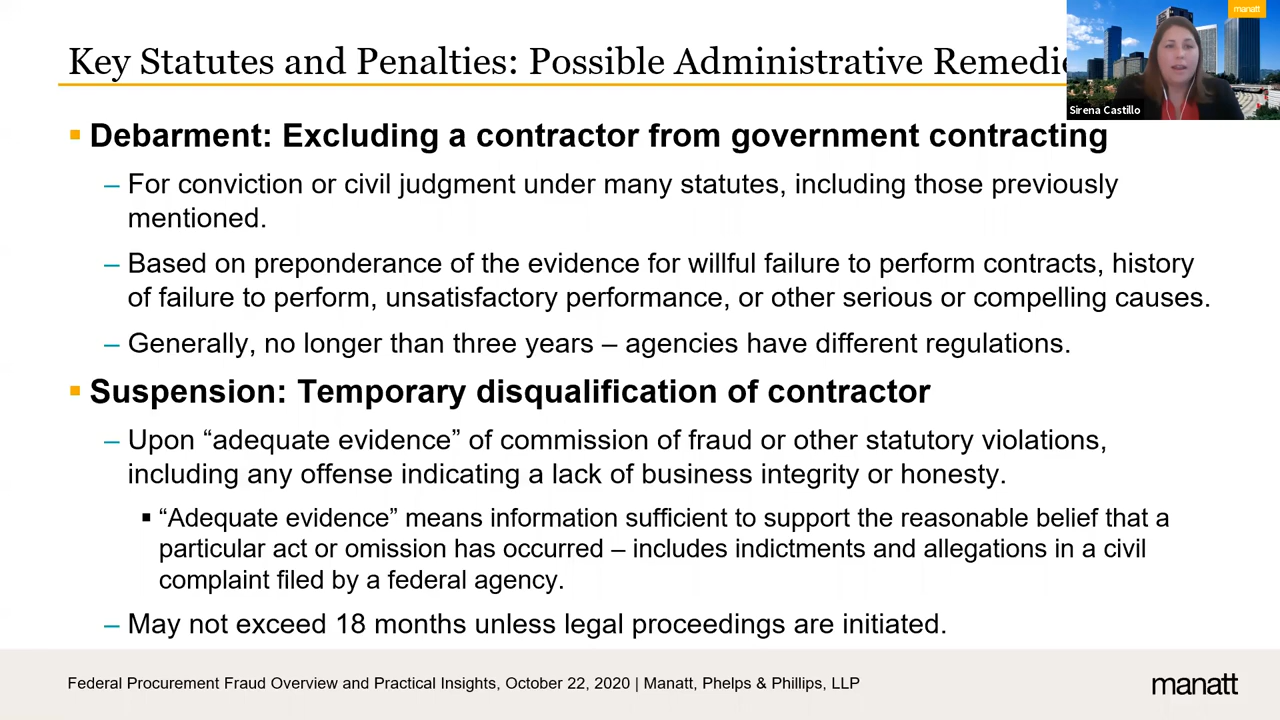 manatt
Key Statutes and Penalties: Possible Administrative Remedie
Sirena Castillo
▪ Debarment: Excluding a contractor from government contracting
– For conviction or civil judgment under many statutes, including those previously
mentioned.
– Based on preponderance of the evidence for willful failure to perform contracts, history
of failure to perform, unsatisfactory performance, or other serious or compelling causes.
– Generally, no longer than three years – agencies have different regulations.
▪ Suspension: Temporary disqualification of contractor
– Upon “adequate evidence” of commission of fraud or other statutory violations,
including any offense indicating a lack of business integrity or honesty.
▪ “Adequate evidence” means information sufficient to support the reasonable belief that a
particular act or omission has occurred – includes indictments and allegations in a civil
complaint filed by a federal agency.
– May not exceed 18 months unless legal proceedings are initiated.
Federal Procurement Fraud Overview and Practical Insights, October 22, 2020 | Manatt, Phelps & Phillips, LLP
manatt